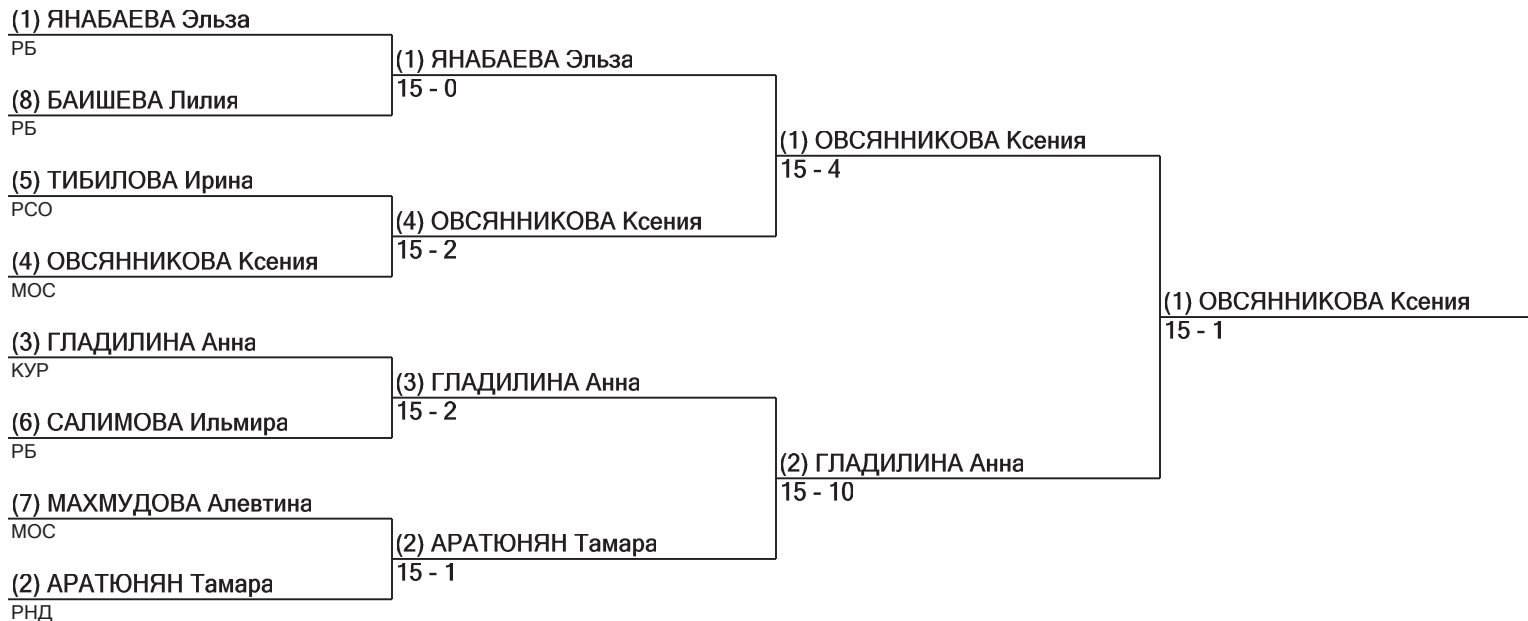 (1) ЯНАБАЕВА Эльза
РБ
(8) БАИШЕВА Лилия
РБ
(5) ТИБИЛОВА Ирина
РСО
(4) ОВСЯННИКОВА Ксения
МОС
(3) ГЛАДИЛИНА Анна
КУР
(6) САЛИМОВА Ильмира
РБ
(7) МАХМУДОВА Алевтина
МОС
(2) АРАТЮНЯН Тамара
РНД
(1) ЯНАБАЕВА Эльза
15 - 0
(4) ОВСЯННИКОВА Ксения
15 - 2
(3) ГЛАДИЛИНА Анна
15 - 2
(2) АРАТЮНЯН Тамара
15 - 1
(1) ОВСЯННИКОВА Ксения
15 - 4
(2) ГЛАДИЛИНА Анна
15 - 10
(1) ОВСЯННИКОВА Ксения
15 - 1